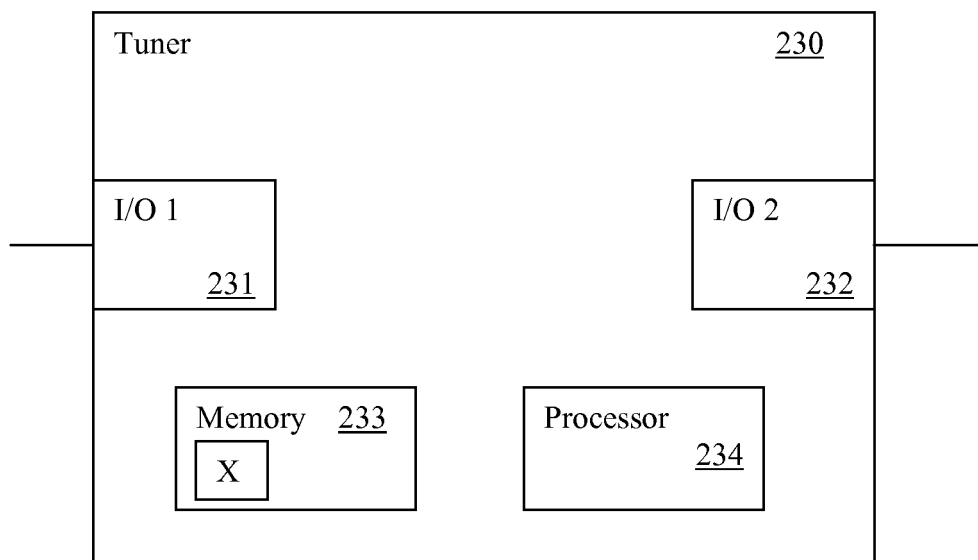 Tuner 230
I/O 1
I/O 2
231
232
Memory 233
Processor
234
X